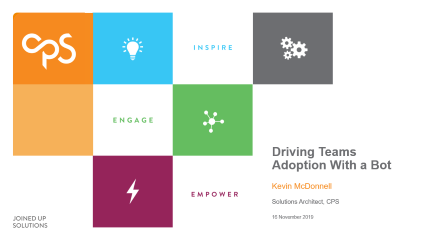 cps
INSPIRE
ENGAGE
EMPOWER
Driving Teams
Adoption With a Bot
Kevin McDonnell
Solutions Architect, CPS
16 November 2019
JOINED UP
SOLUTIONS